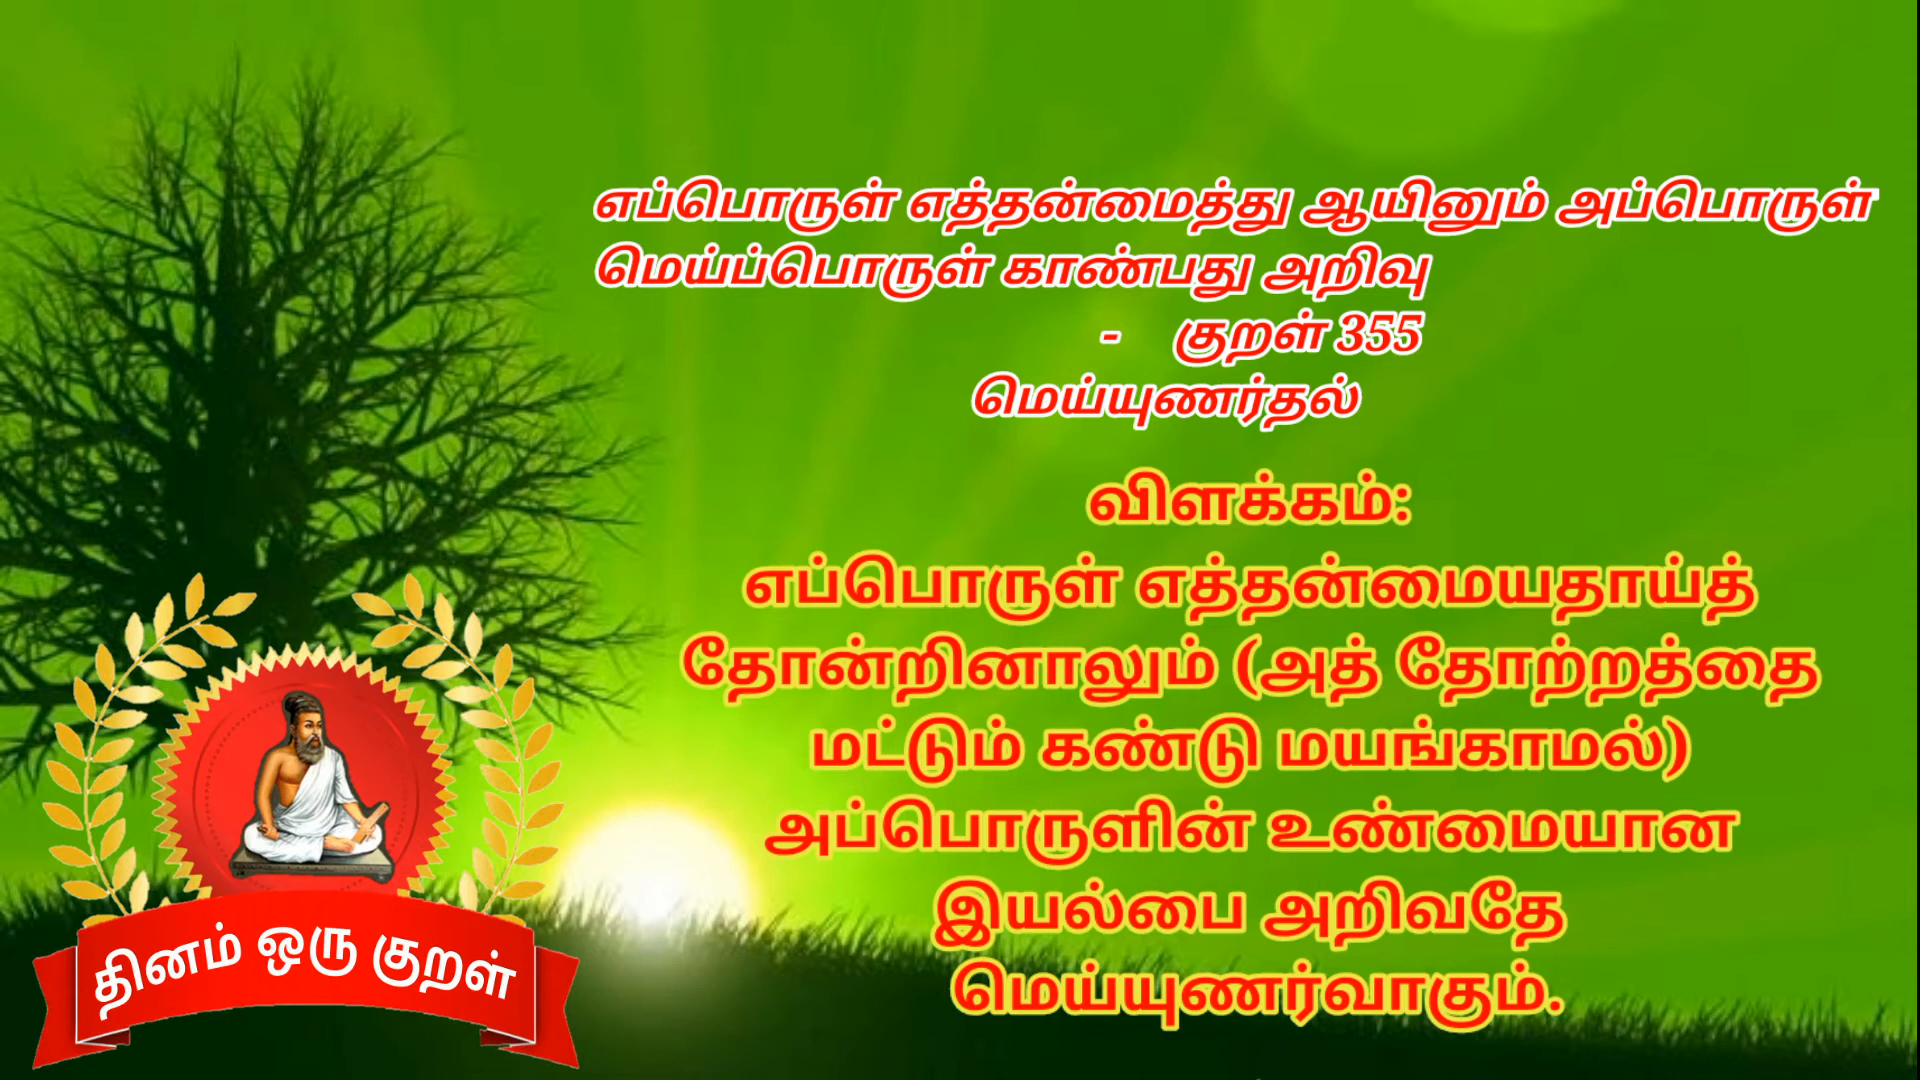 எப்பொருள் எத்தன்மைத்து ஆயினும் அப்பொருள்
மெய்ப்பொருள் காண்பது அறிவு
- குறள் 355
மெய்யுணர்தல்
விளக்கம்:
எப்பொருள் எத்தன்மையதாய்த்
தோன்றினாலும் (அத் தோற்றத்தை
மட்டும் கண்டு மயங்காமல்)
அப்பொருளின் உண்மையான
இயல்பை அறிவதே
மெய்யுணர்வாகும்.
தினம் ஒரு குறள்